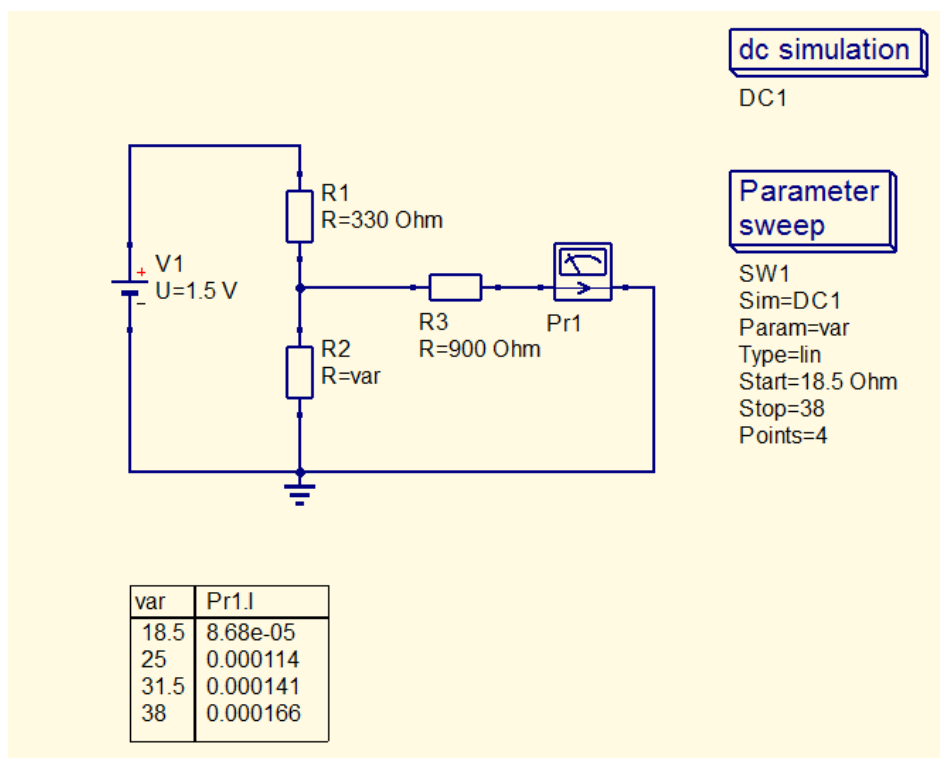 dc simulation
DC1
R1
R=330 Ohm
Parameter
sweep
V1
U=1.5 V
+
−
SW1
Sim=DC1
Param=var
Type=lin
Start=18.5 Ohm
Stop=38
Points=4
R3
R=900 Ohm
Pr1
R2
R=var
var Pr1.I
18.5 8.68e-05
25 0.000114
31.5 0.000141
38 0.000166